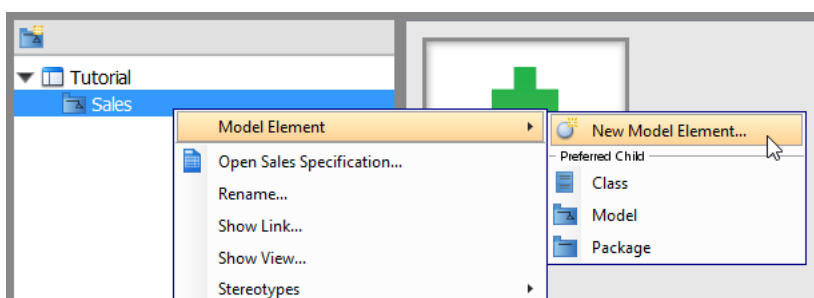 Tutorial
Sales
Model Element
Open Sales Specification...
Rename...
Show Link...
Show View...
Stereotypes
New Model Element...
Preferred Child
Class
Model
Package